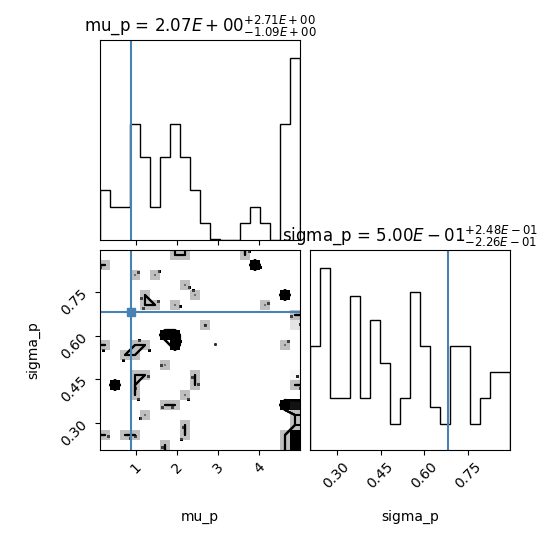 mu_p = 2.07E + 00+2.71E+00−1.09E+00
sigma_p = 5.00E − 01+2.48E−01−2.26E−01
sigma_p
0.75
0.60
0.45
0.30
1 2 3 4
0.30 0.45 0.60 0.75
mu_p
sigma_p